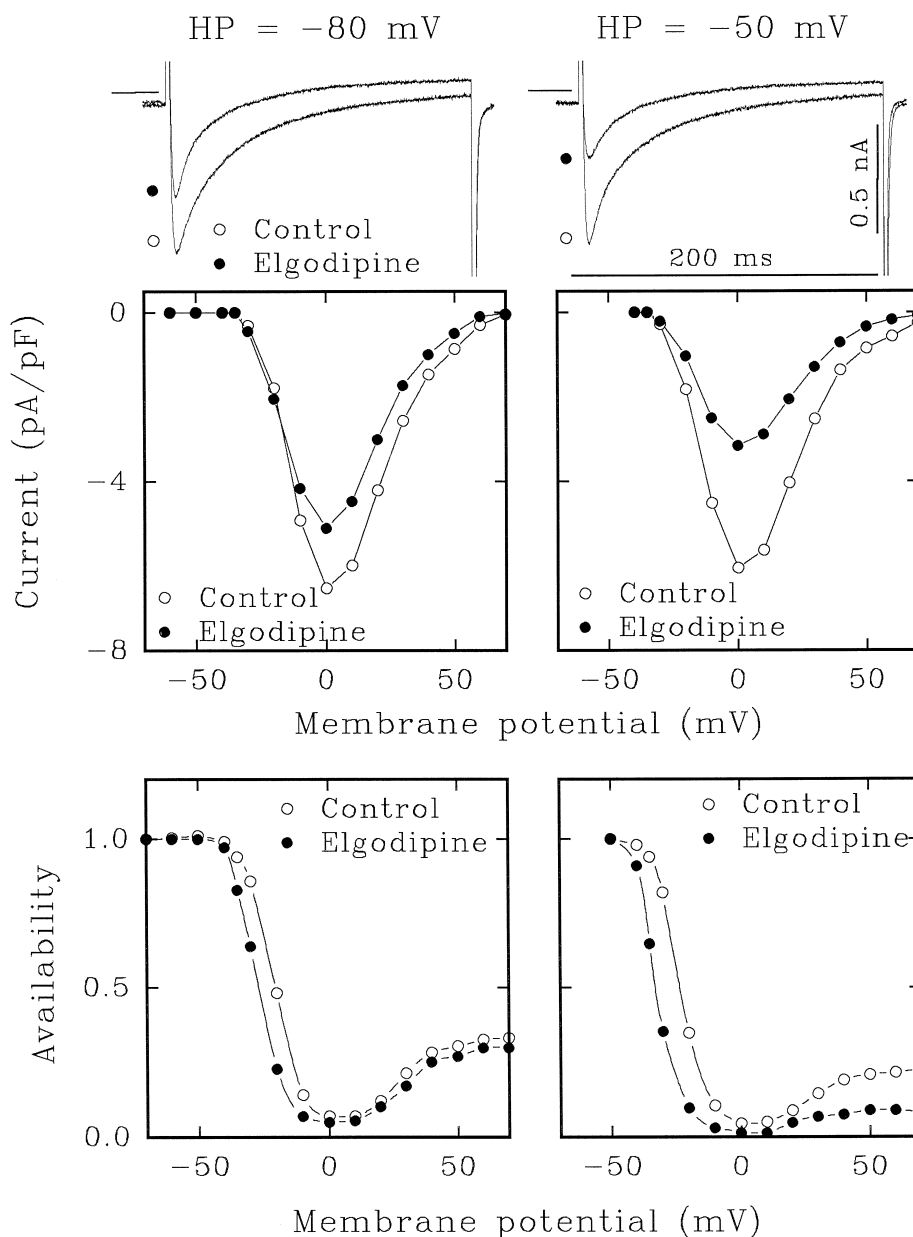 HP = −80 mV
HP = −50 mV
Control
Elgodipine
0.5 nA
200 ms
Current (pA/pF)
0
−4
−8
Control
Elgodipine
Control
Elgodipine
−50
0
50
−50
0
50
Membrane potential (mV)
Availability
1.0
0.5
0.0
Control
Elgodipine
Control
Elgodipine
−50
0
50
−50
0
50
Membrane potential (mV)